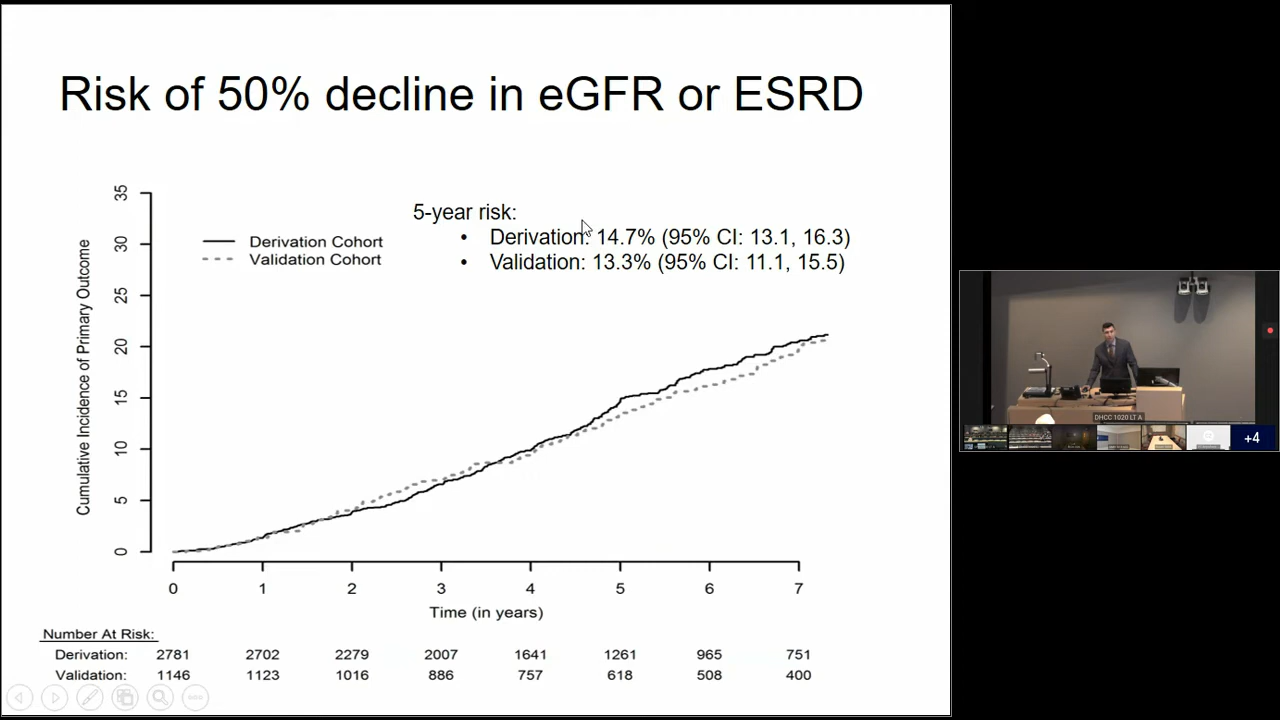 Risk of 50% decline in eGFR or ESRD
5-year risk:
• Derivation: 14.7% (95% CI: 13.1, 16.3)
• Validation: 13.3% (95% CI: 11.1, 15.5)
Derivation Cohort
Validation Cohort
Cumulative Incidence of Primary Outcome
35
30
25
20
15
10
5
0
0 1 2 3 4 5 6 7
Time (in years)
Number At Risk:
Derivation: 2781 2702 2279 2007 1641 1261 965 751
Validation: 1146 1123 1016 886 757 618 508 400
DHCC 1020 LT A
+4